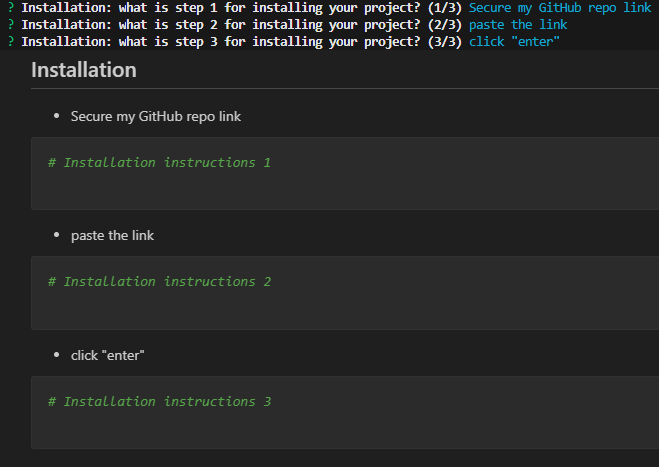 ? Installation: what is step 1 for installing your project? (1/3) Secure my GitHub repo link
? Installation: what is step 2 for installing your project? (2/3) paste the link
? Installation: what is step 3 for installing your project? (3/3) click "enter"
Installation
• Secure my GitHub repo link
# Installation instructions 1
• paste the link
# Installation instructions 2
• click "enter"
# Installation instructions 3